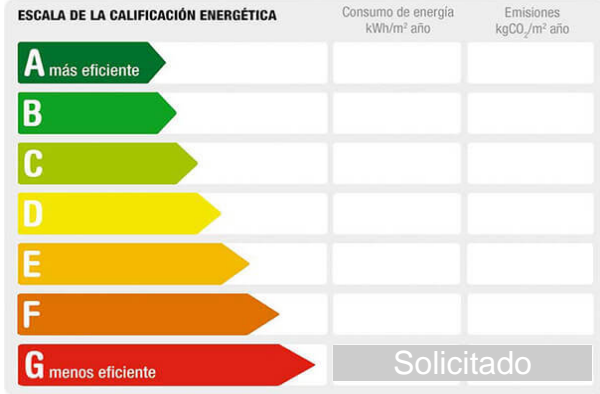 ESCALA DE LA CALIFICACIÓN ENERGÉTICA
Consumo de energía
kWh/m² año
Emisiones
kgCO₂/m² año
A más eficiente
B
C
D
E
F
G menos eficiente
Solicitado